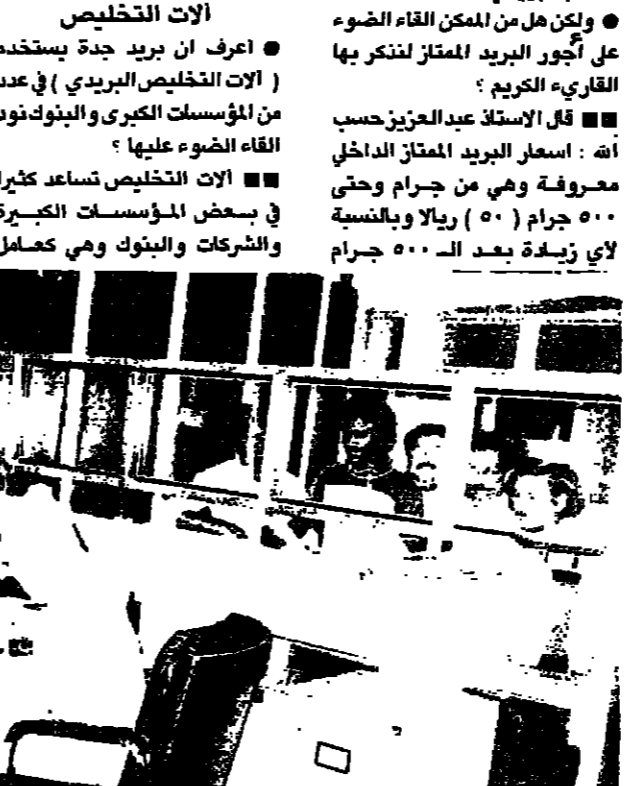 ● ولكن هل من الممكن القاء الضوء
على أجور البريد الممتاز لنذكر بها
القاريء الكريم ؟
■■ قال الاستاذ عبدالعزيز حسب
الله : اسعار البريد الممتاز الداخلي
معروفة وهي من جرام وحتى
٥٠٠ جرام ( ٥٠ ) ريالا وبالنسبة
لاي زيادة بعد الـ ٥٠٠ جرام
آلات التخليص
● أعرف ان بريد جدة يستخدم
( آلات التخليص البريدي ) في عدد
من المؤسسات الكبرى والبنوك نود
القاء الضوء عليها ؟
■■ آلات التخليص تساعد كثيرا
في بعض المؤسسات الكبيرة
والشركات والبنوك وهي كعامل